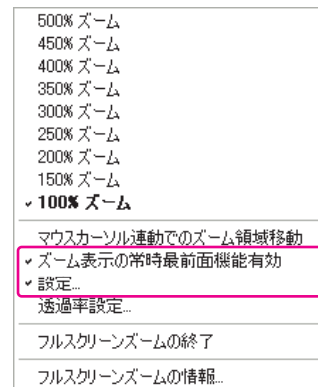 500% ズーム
450% ズーム
400% ズーム
350% ズーム
300% ズーム
250% ズーム
200% ズーム
150% ズーム
100% ズーム
マウスカーソル連動でのズーム領域移動
ズーム表示の常時最前面機能有効
設定...
透過率設定...
フルスクリーンズームの終了
フルスクリーンズームの情報...